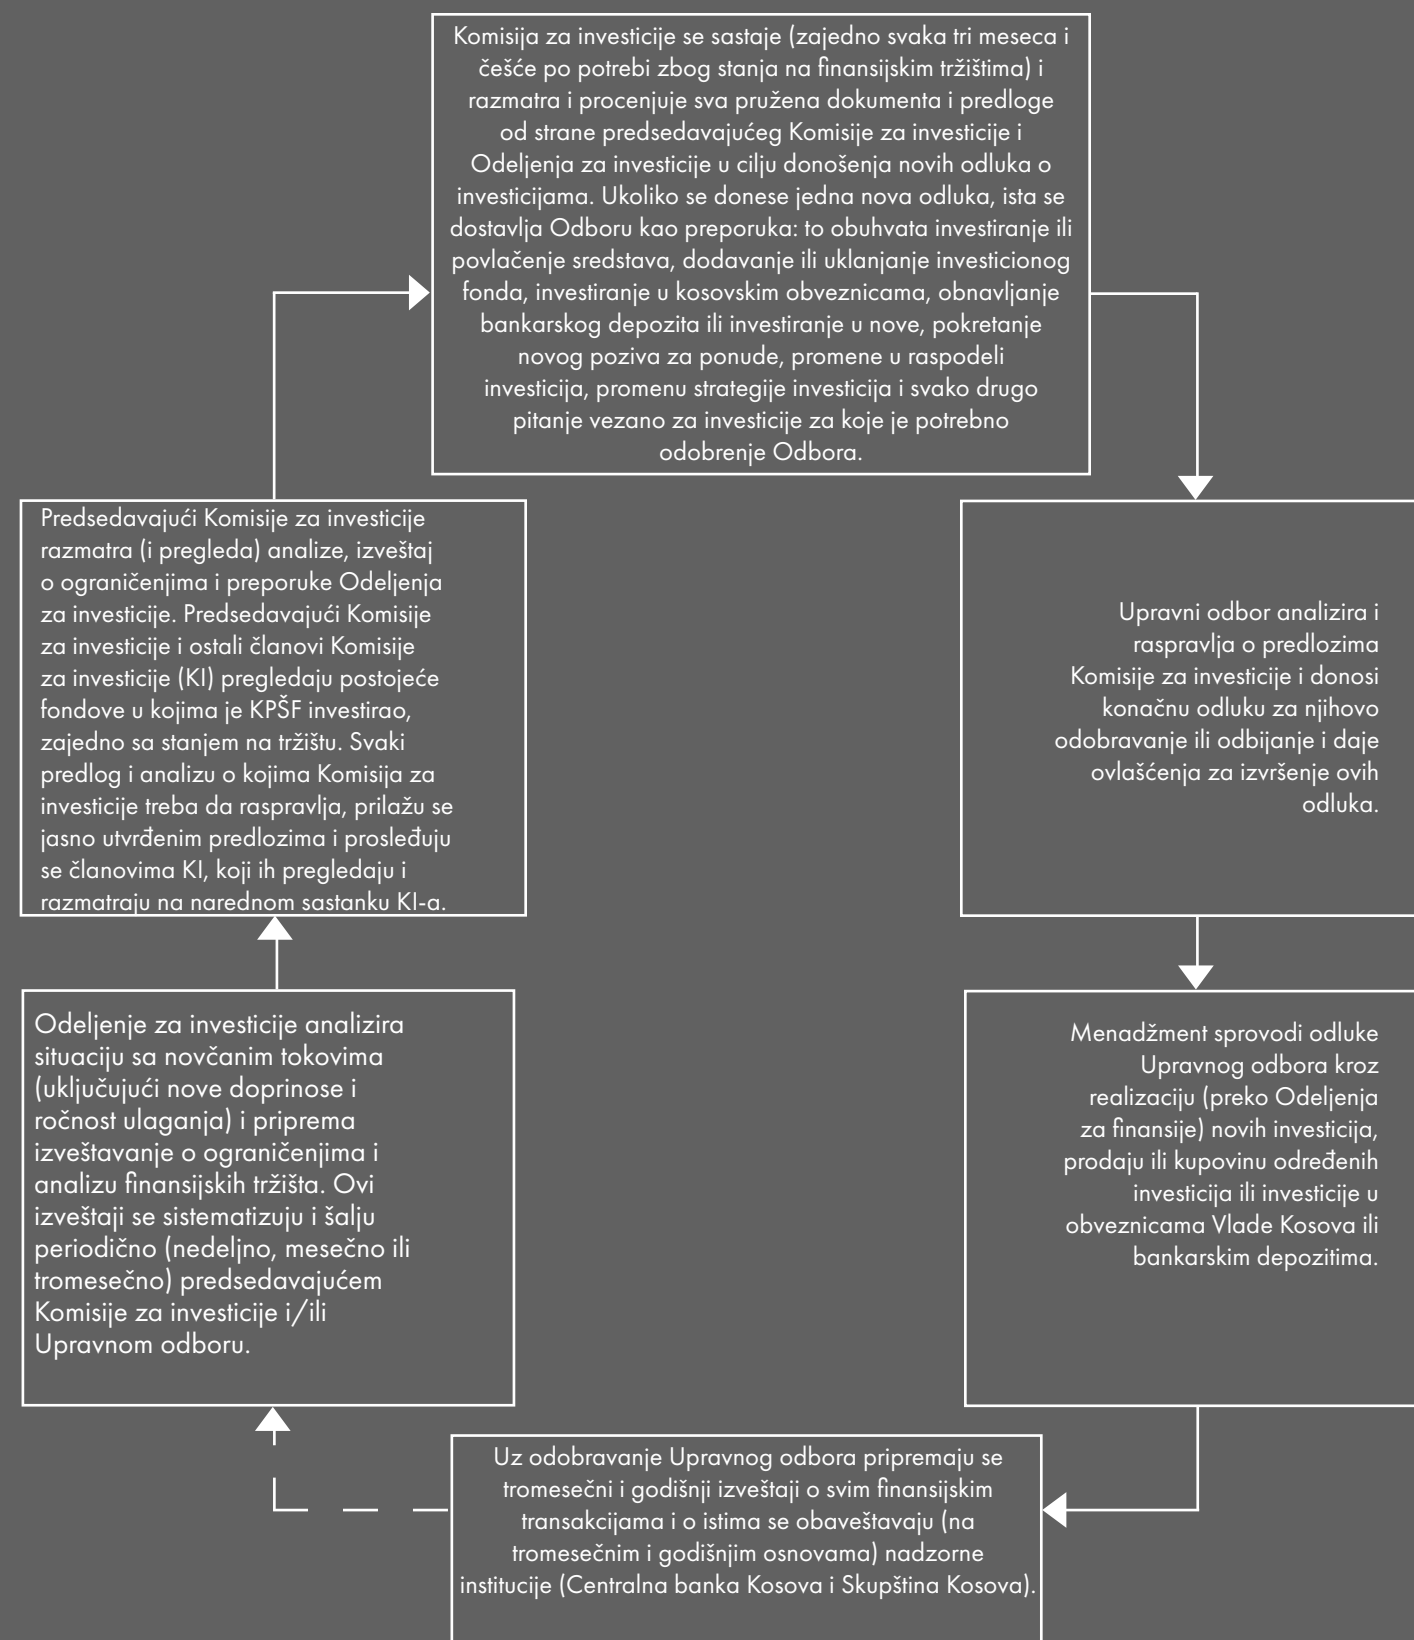 Komisija za investicije se sastaje (zajedno svaka tri meseca i
češće po potrebi zbog stanja na finansijskim tržištima) i
razmatra i procenjuje sva pružena dokumenta i predloge
od strane predsedavajućeg Komisije za investicije i
Odeljenja za investicije u cilju donošenja novih odluka o
investicijama. Ukoliko se donese jedna nova odluka, ista se
dostavlja Odboru kao preporuka: to obuhvata investiranje ili
povlačenje sredstava, dodavanje ili uklanjanje investicionog
fonda, investiranje u kosovskim obveznicama, obnavljanje
bankarskog depozita ili investiranje u nove, pokretanje
novog poziva za ponude, promene u raspodeli
investicija, promenu strategije investicija i svako drugo
pitanje vezano za investicije za koje je potrebno
odobrenje Odbora.
Predsedavajući Komisije za investicije
razmatra (i pregleda) analize, izveštaj
o ograničenjima i preporuke Odeljenja
za investicije. Predsedavajući Komisije
za investicije i ostali članovi Komisije
za investicije (KI) pregledaju postojeće
fondove u kojima je KPŠF investirao,
zajedno sa stanjem na tržištu. Svaki
predlog i analizu o kojima Komisija za
investicije treba da raspravlja, prilažu se
jasno utvrđenim predlozima i prosleđuju
se članovima KI, koji ih pregledaju i
razmatraju na narednom sastanku KI-a.
Upravni odbor analizira i
raspravlja o predlozima
Komisije za investicije i donosi
konačnu odluku za njihovo
odobravanje ili odbijanje i daje
ovlašćenja za izvršenje ovih
odluka.
Odeljenje za investicije analizira
situaciju sa novčanim tokovima
(uključujući nove doprinose i
ročnost ulaganja) i priprema
izveštavanje o ograničenjima i
analizu finansijskih tržišta. Ovi
izveštaji se sistematizuju i šalju
periodično (nedeljno, mesečno ili
tromesečno) predsedavajućem
Komisije za investicije i/ili
Upravnom odboru.
Menadžment sprovodi odluke
Upravnog odbora kroz
realizaciju (preko Odeljenja
za finansije) novih investicija,
prodaju ili kupovinu određenih
investicija ili investicije u
obveznicama Vlade Kosova ili
bankarskim depozitima.
Uz odobravanje Upravnog odbora pripremaju se
tromesečni i godišnji izveštaji o svim finansijskim
transakcijama i o istima se obaveštavaju (na
tromesečnim i godišnjim osnovama) nadzorne
institucije (Centralna banka Kosova i Skupština Kosova).